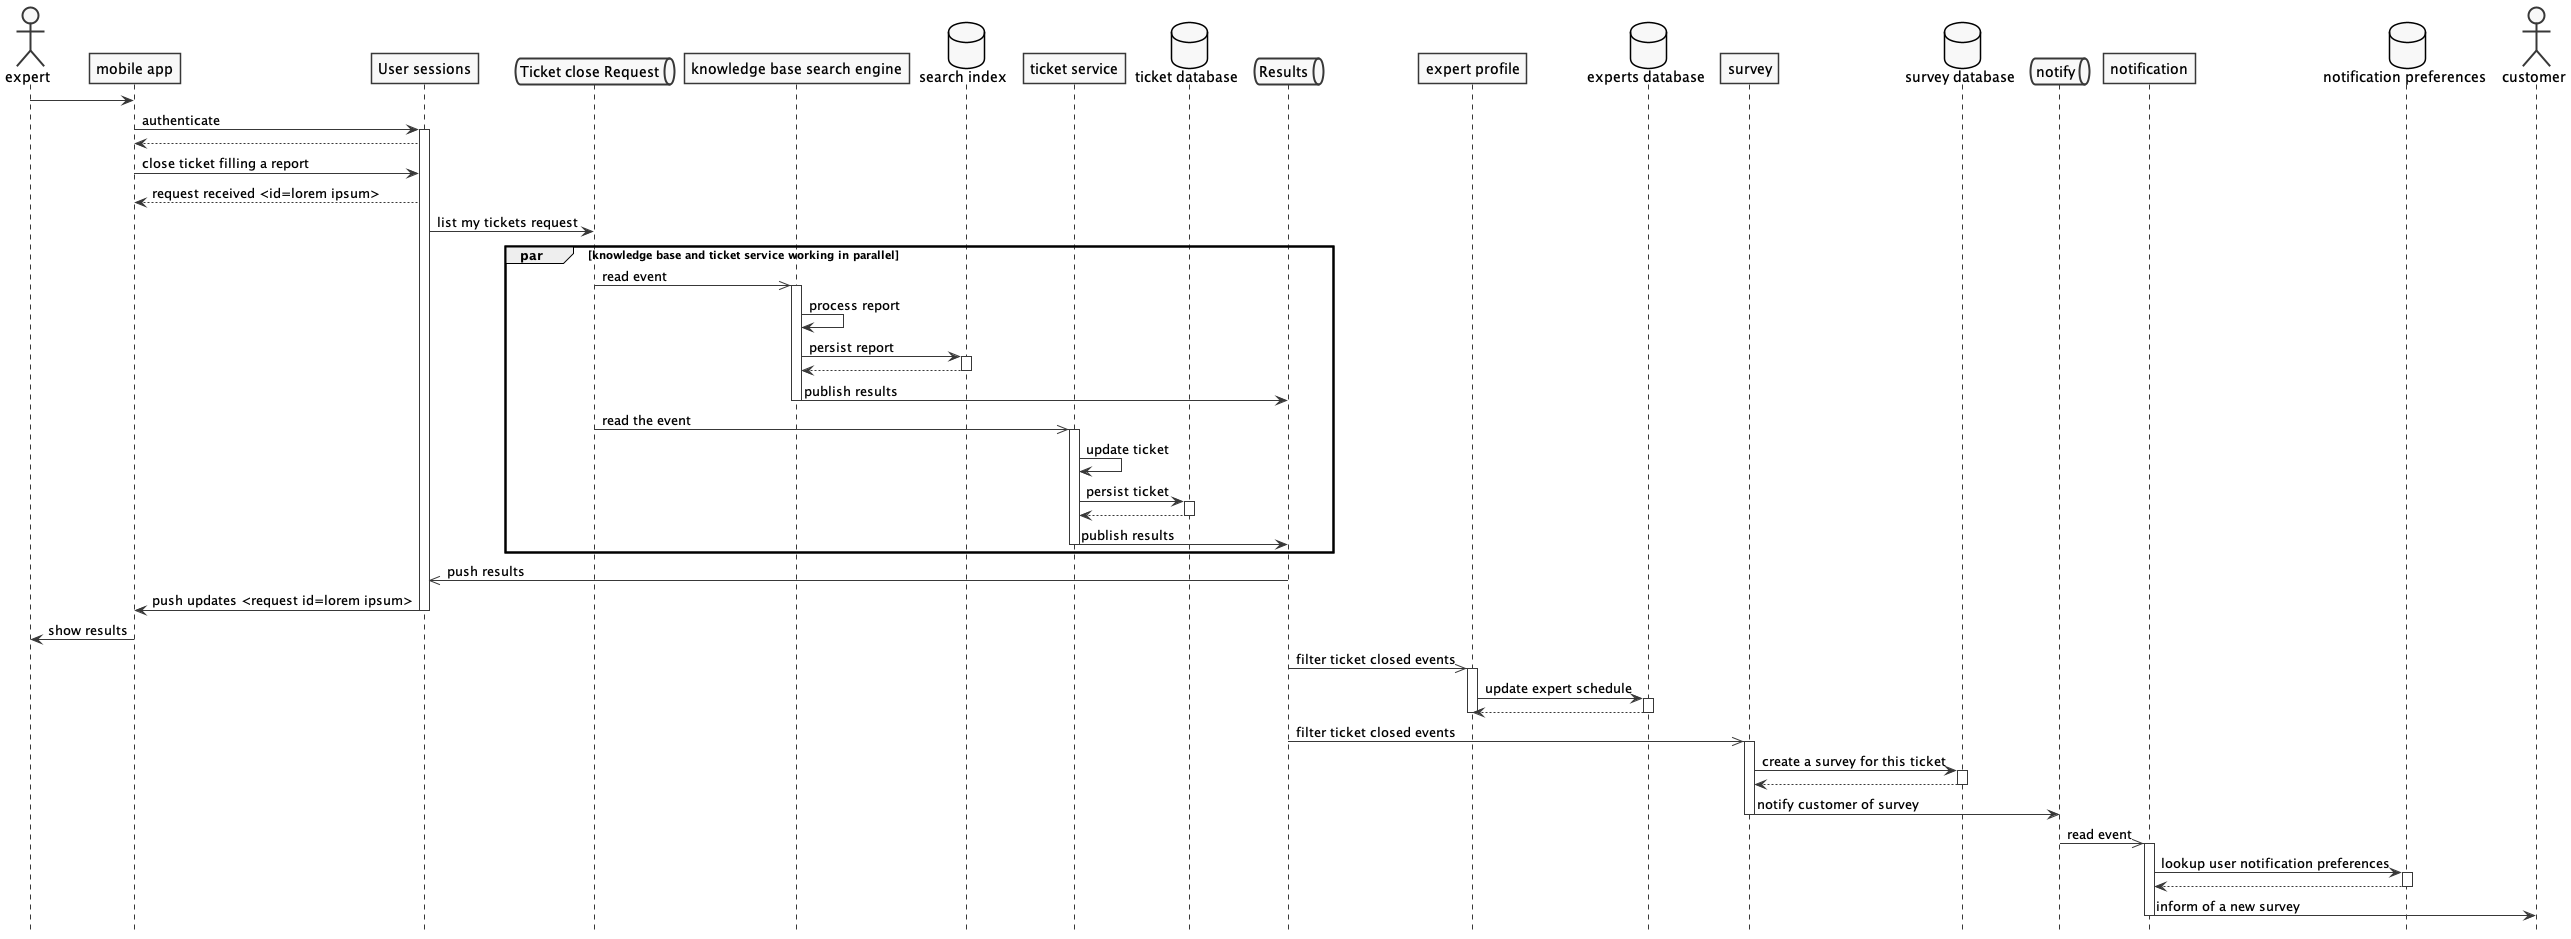 expert
mobile app
User sessions
Ticket close Request
knowledge base search engine
search index
ticket service
ticket database
Results
expert profile
experts database
survey
survey database
notify
notification
notification preferences
customer
authenticate
close ticket filling a report
request received <id=lorem ipsum>
list my tickets request
par
[knowledge base and ticket service working in parallel]
read event
process report
persist report
publish results
read the event
update ticket
persist ticket
publish results
push results
push updates <request id=lorem ipsum>
show results
filter ticket closed events
update expert schedule
filter ticket closed events
create a survey for this ticket
notify customer of survey
read event
lookup user notification preferences
inform of a new survey